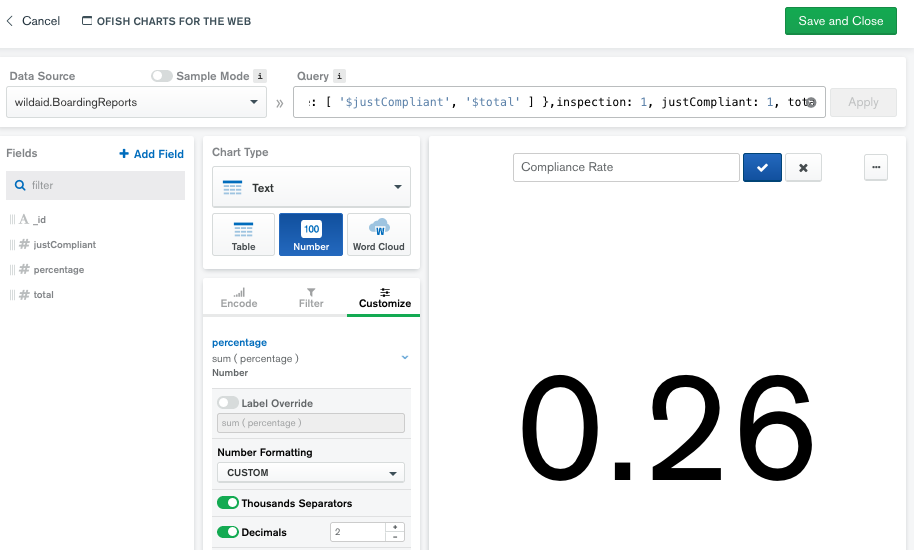 Cancel
OFISH CHARTS FOR THE WEB
Save and Close
Data Source
Sample Mode i
Query i
wildaid.BoardingReports
»
: [ '$justCompliant', '$total' ] },inspection: 1, justCompliant: 1, tot
Apply
Fields
+ Add Field
filter
A _id
# justCompliant
# percentage
# total
Chart Type
Text
Table
100
Number
W
Word Cloud
Encode
Filter
Customize
percentage
sum ( percentage )
Number
Label Override
sum ( percentage )
Number Formatting
CUSTOM
Thousands Separators
Decimals
2
+
-
Compliance Rate
...
0.26